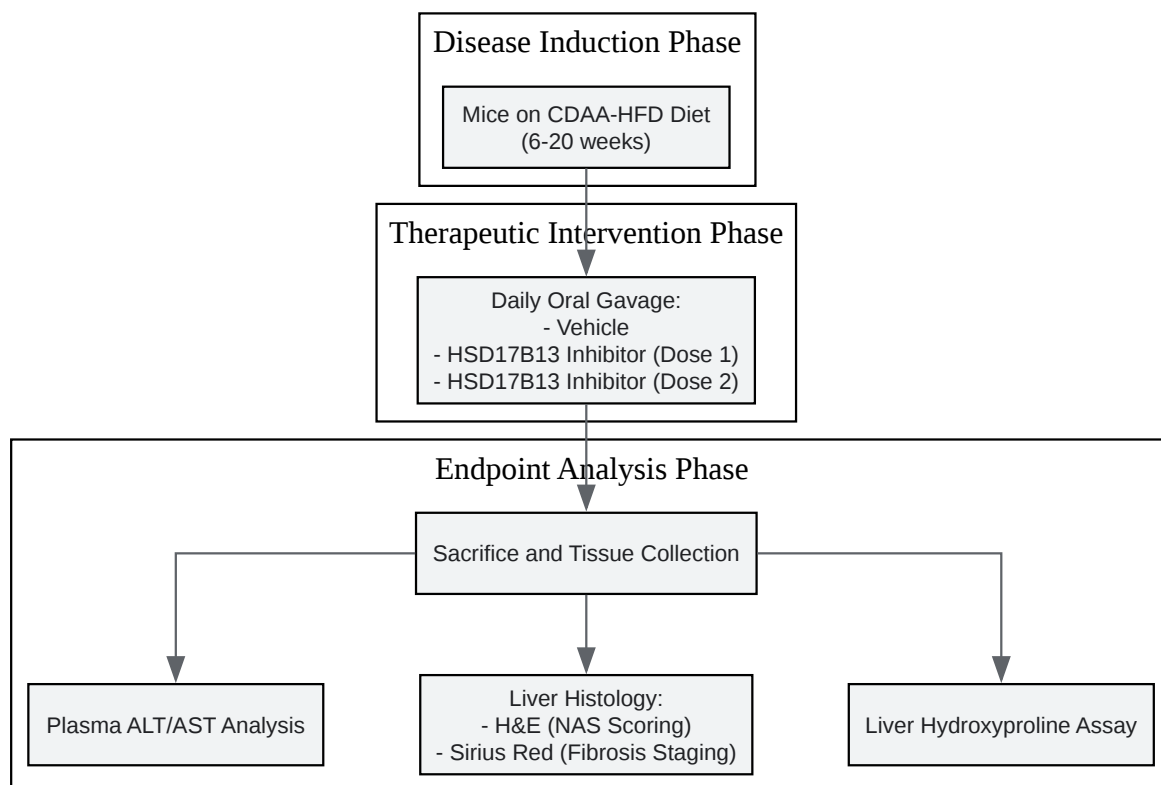 Disease Induction Phase
Mice on CDAA-HFD Diet
(6-20 weeks)
Therapeutic Intervention Phase
Daily Oral Gavage:
- Vehicle
- HSD17B13 Inhibitor (Dose 1)
- HSD17B13 Inhibitor (Dose 2)
Endpoint Analysis Phase
Sacrifice and Tissue Collection
Plasma ALT/AST Analysis
Liver Histology:
- H&E (NAS Scoring)
- Sirius Red (Fibrosis Staging)
Liver Hydroxyproline Assay